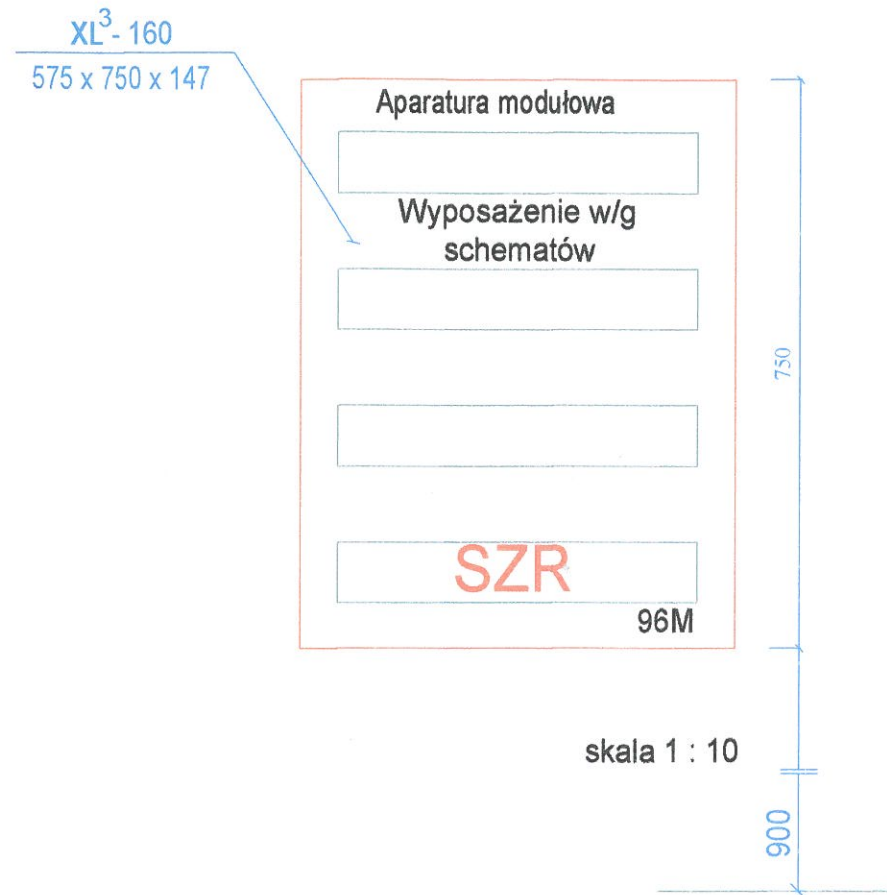 XL³- 160
575 x 750 x 147
Aparatura modułowa
Wyposażenie w/g
schematów
750
SZR
96M
skala 1 : 10
900